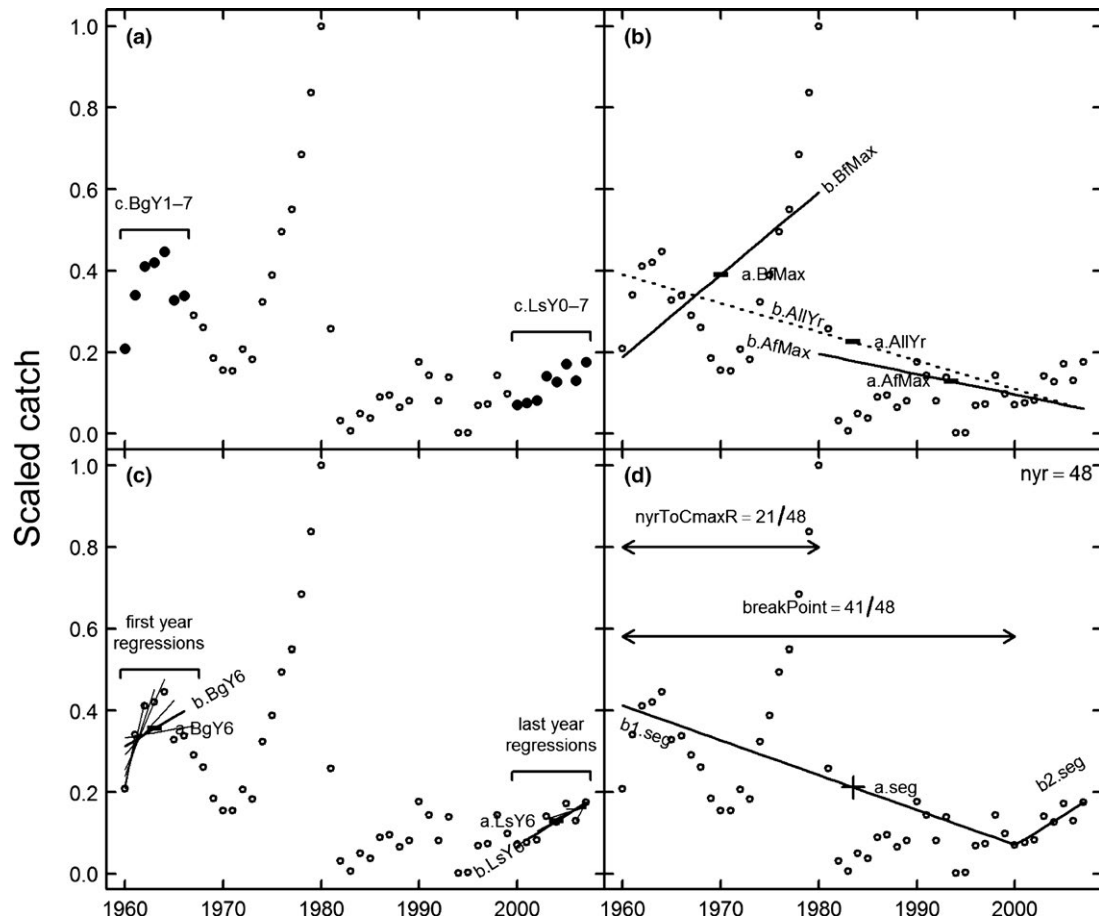 Scaled catch
(a)
1.0
0.8
0.6
0.4
0.2
0.0
c.BgY1–7
c.LsY0–7
(b)
b.BfMax
a.BfMax
b.AllYr
a.AllYr
b.AfMax
a.AfMax
(c)
1.0
0.8
0.6
0.4
0.2
0.0
first year
regressions
b.BgY6
a.BgY6
last year
regressions
a.LsY6
b.LsY6
1960
1970
1980
1990
2000
(d)
nyr = 48
nyrToCmaxR = 21/48
breakPoint = 41/48
b1.seg
a.seg
b2.seg
1960
1970
1980
1990
2000